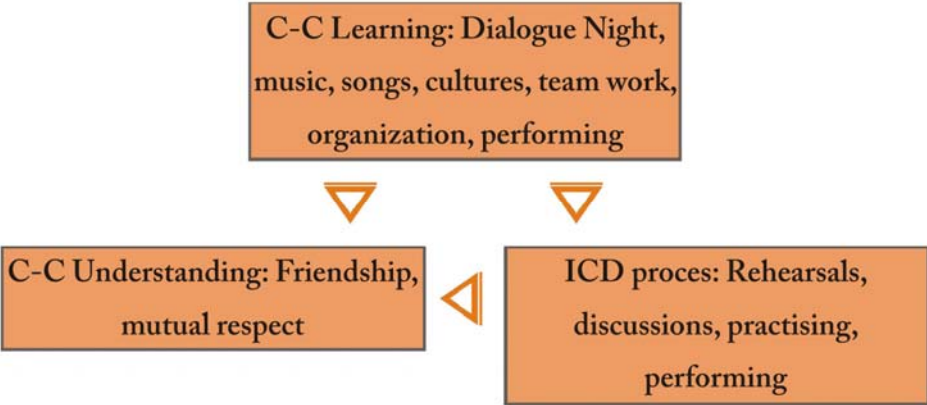 C-C Learning: Dialogue Night,
music, songs, cultures, team work,
organization, performing
C-C Understanding: Friendship,
mutual respect
ICD proces: Rehearsals,
discussions, practising,
performing